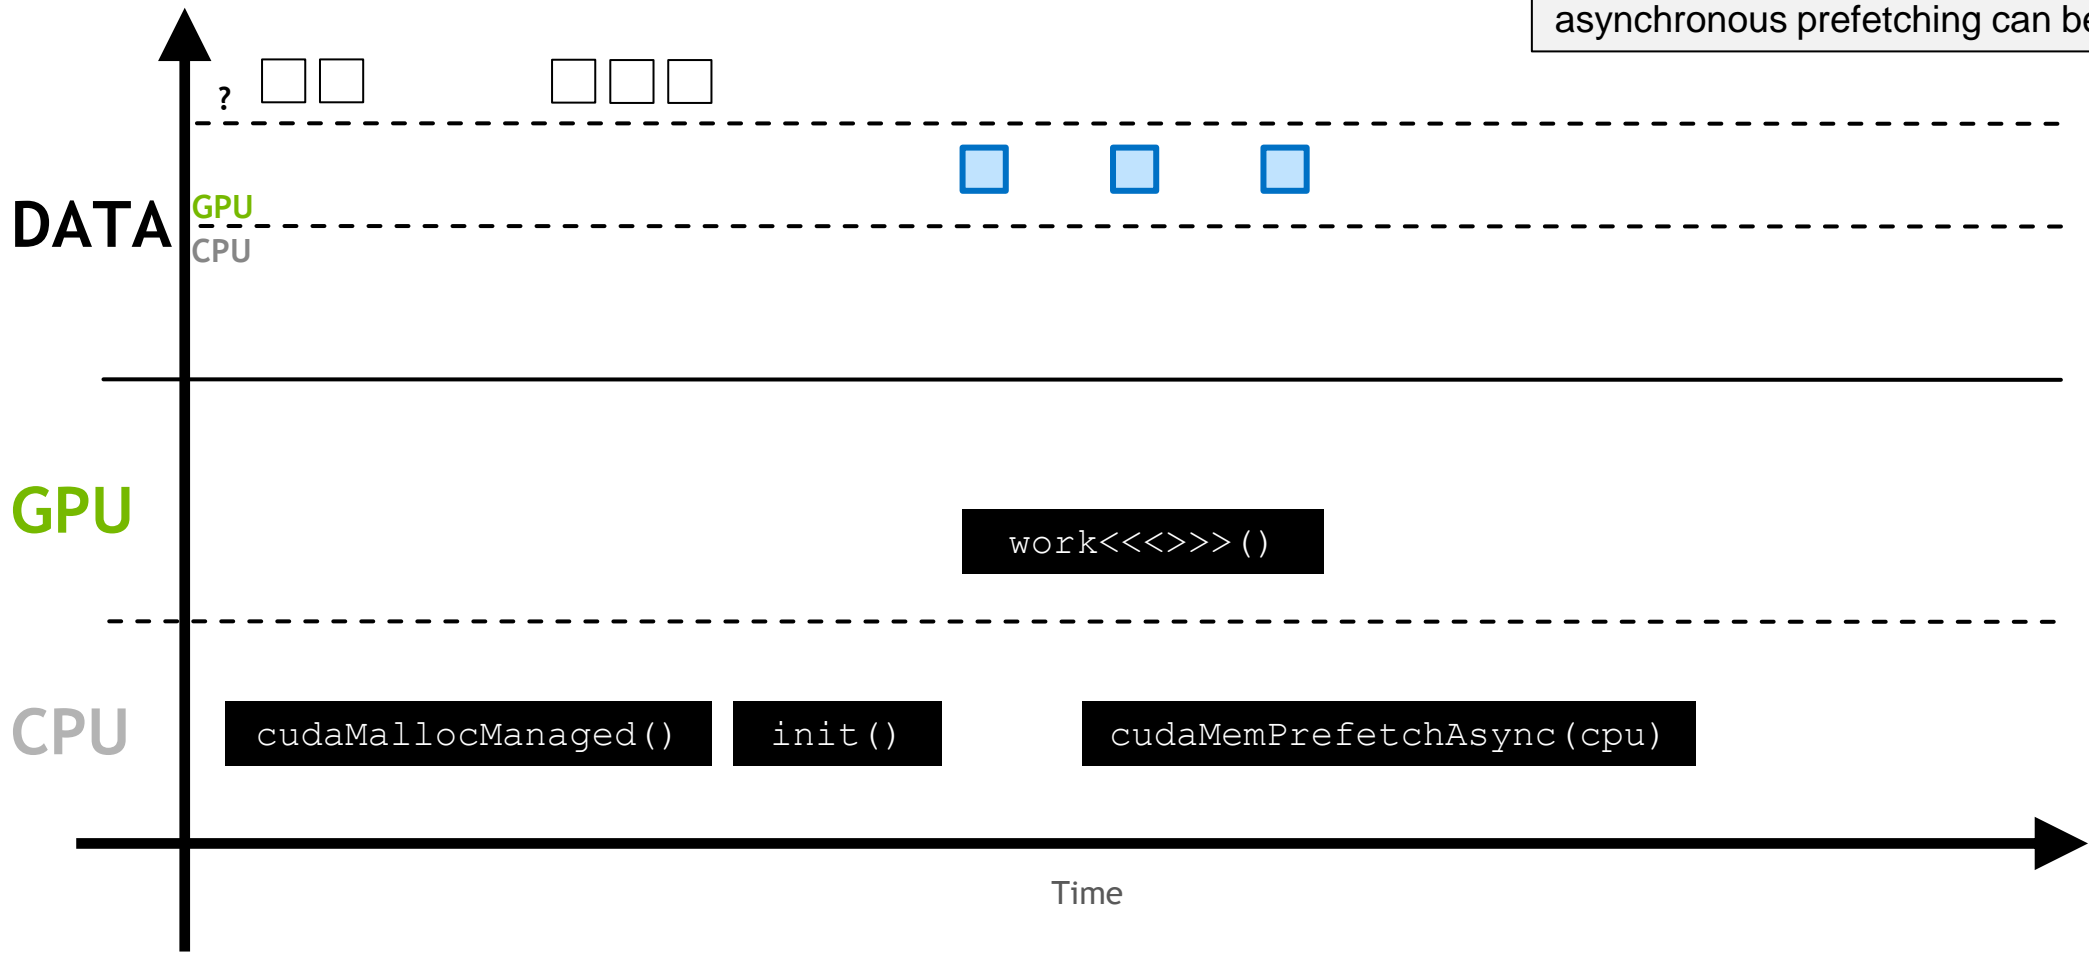 asynchronous prefetching can be
?
DATA
GPU
CPU
GPU
work<<<>>>()
CPU
cudaMallocManaged()
init()
cudaMemPrefetchAsync(cpu)
Time